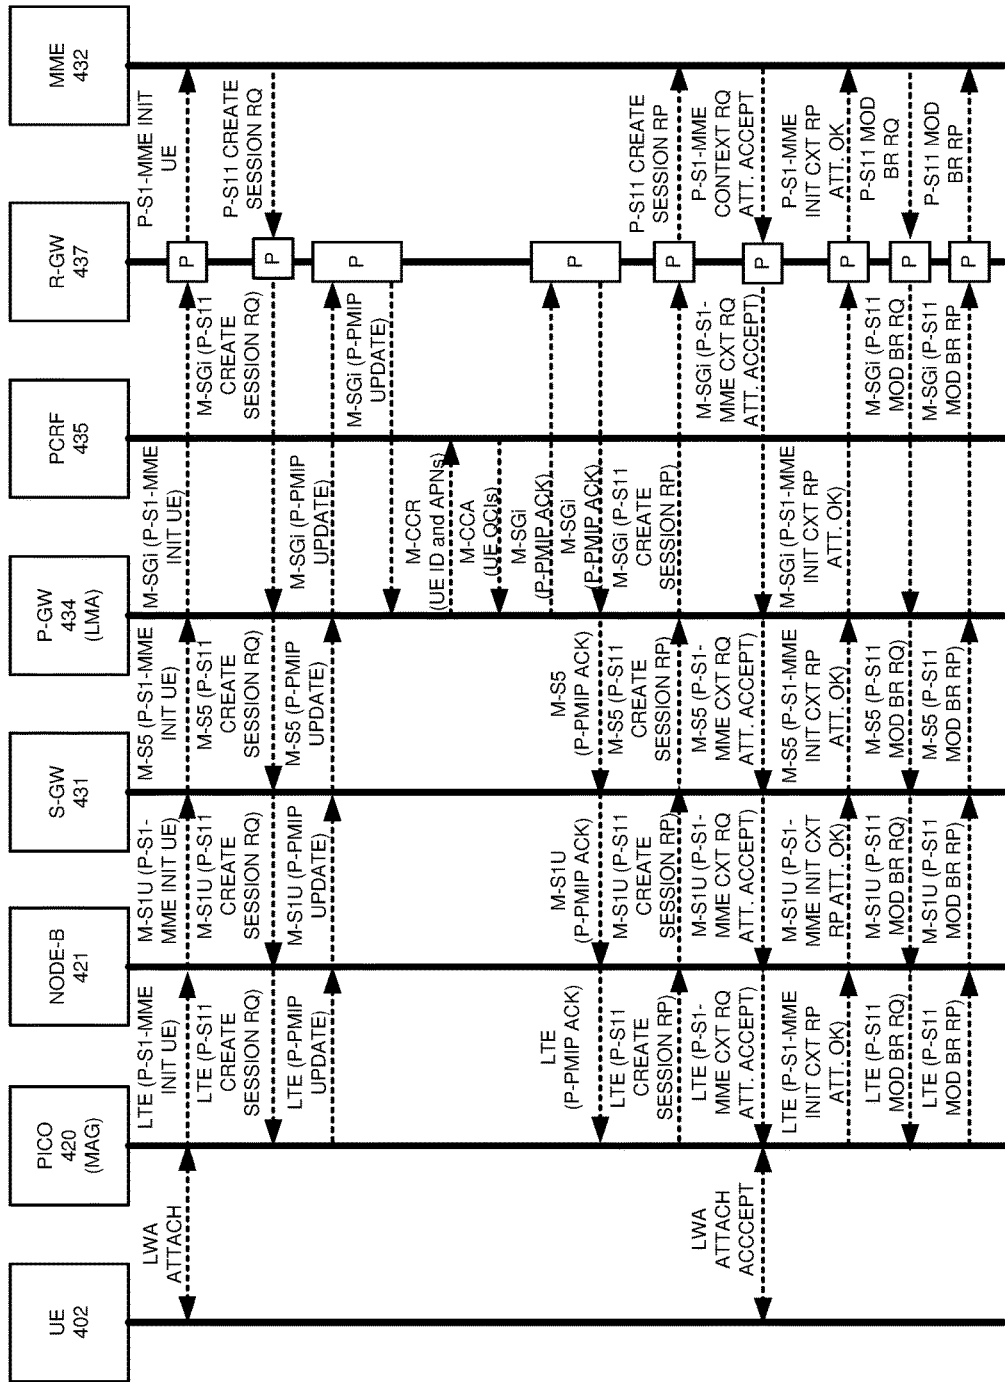 UE
402
PICO
420
(MAG)
NODE-B
421
S-GW
431
P-GW
434
(LMA)
PCRF
435
R-GW
437
MME
432
LWA
ATTACH
LTE (P-S1-MME
INIT UE)
M-S1U (P-S1-
MME INIT UE)
M-S5 (P-S1-MME
INIT UE)
M-SGi (P-S1-MME
INIT UE)
P
P-S1-MME INIT
UE
LTE (P-S11
CREATE
SESSION RQ)
M-S1U (P-S11
CREATE
SESSION RQ)
M-S5 (P-S11
CREATE
SESSION RQ)
M-SGi (P-S11
CREATE
SESSION RQ)
P
P-S11 CREATE
SESSION RQ
LTE (P-PMIP
UPDATE)
M-S1U (P-PMIP
UPDATE)
M-S5 (P-PMIP
UPDATE)
M-SGi (P-PMIP
UPDATE)
M-SGi (P-PMIP
UPDATE)
P
M-CCR
(UE ID and APNs)
M-CCA
(UE QCIs)
M-SGi
(P-PMIP ACK)
P
LTE
(P-PMIP ACK)
M-S1U
(P-PMIP ACK)
M-S5
(P-PMIP ACK)
M-SGi
(P-PMIP ACK)
LTE (P-S11
CREATE
SESSION RP)
M-S1U (P-S11
CREATE
SESSION RP)
M-S5 (P-S11
CREATE
SESSION RP)
M-SGi (P-S11
CREATE
SESSION RP)
P
P-S11 CREATE
SESSION RP
LWA
ATTACH
ACCCEPT
LTE (P-S1-
MME CXT RQ
ATT. ACCEPT)
M-S1U (P-S1-
MME CXT RQ
ATT. ACCEPT)
M-S5 (P-S1-
MME CXT RQ
ATT. ACCEPT)
M-SGi (P-S1-
MME CXT RQ
ATT. ACCEPT)
P
P-S1-MME
CONTEXT RQ
ATT. ACCEPT
LTE (P-S1-MME
INIT CXT RP
ATT. OK)
M-S1U (P-S1-
MME INIT CXT
RP ATT. OK)
M-S5 (P-S1-MME
INIT CXT RP
ATT. OK)
M-SGi (P-S1-MME
INIT CXT RP
ATT. OK)
P
P-S1-MME
INIT CXT RP
ATT. OK
LTE (P-S11
MOD BR RQ)
M-S1U (P-S11
MOD BR RQ)
M-S5 (P-S11
MOD BR RQ)
M-SGi (P-S11
MOD BR RQ
P
P-S11 MOD
BR RQ
LTE (P-S11
MOD BR RP)
M-S1U (P-S11
MOD BR RP)
M-S5 (P-S11
MOD BR RP)
M-SGi (P-S11
MOD BR RP
P
P-S11 MOD
BR RP